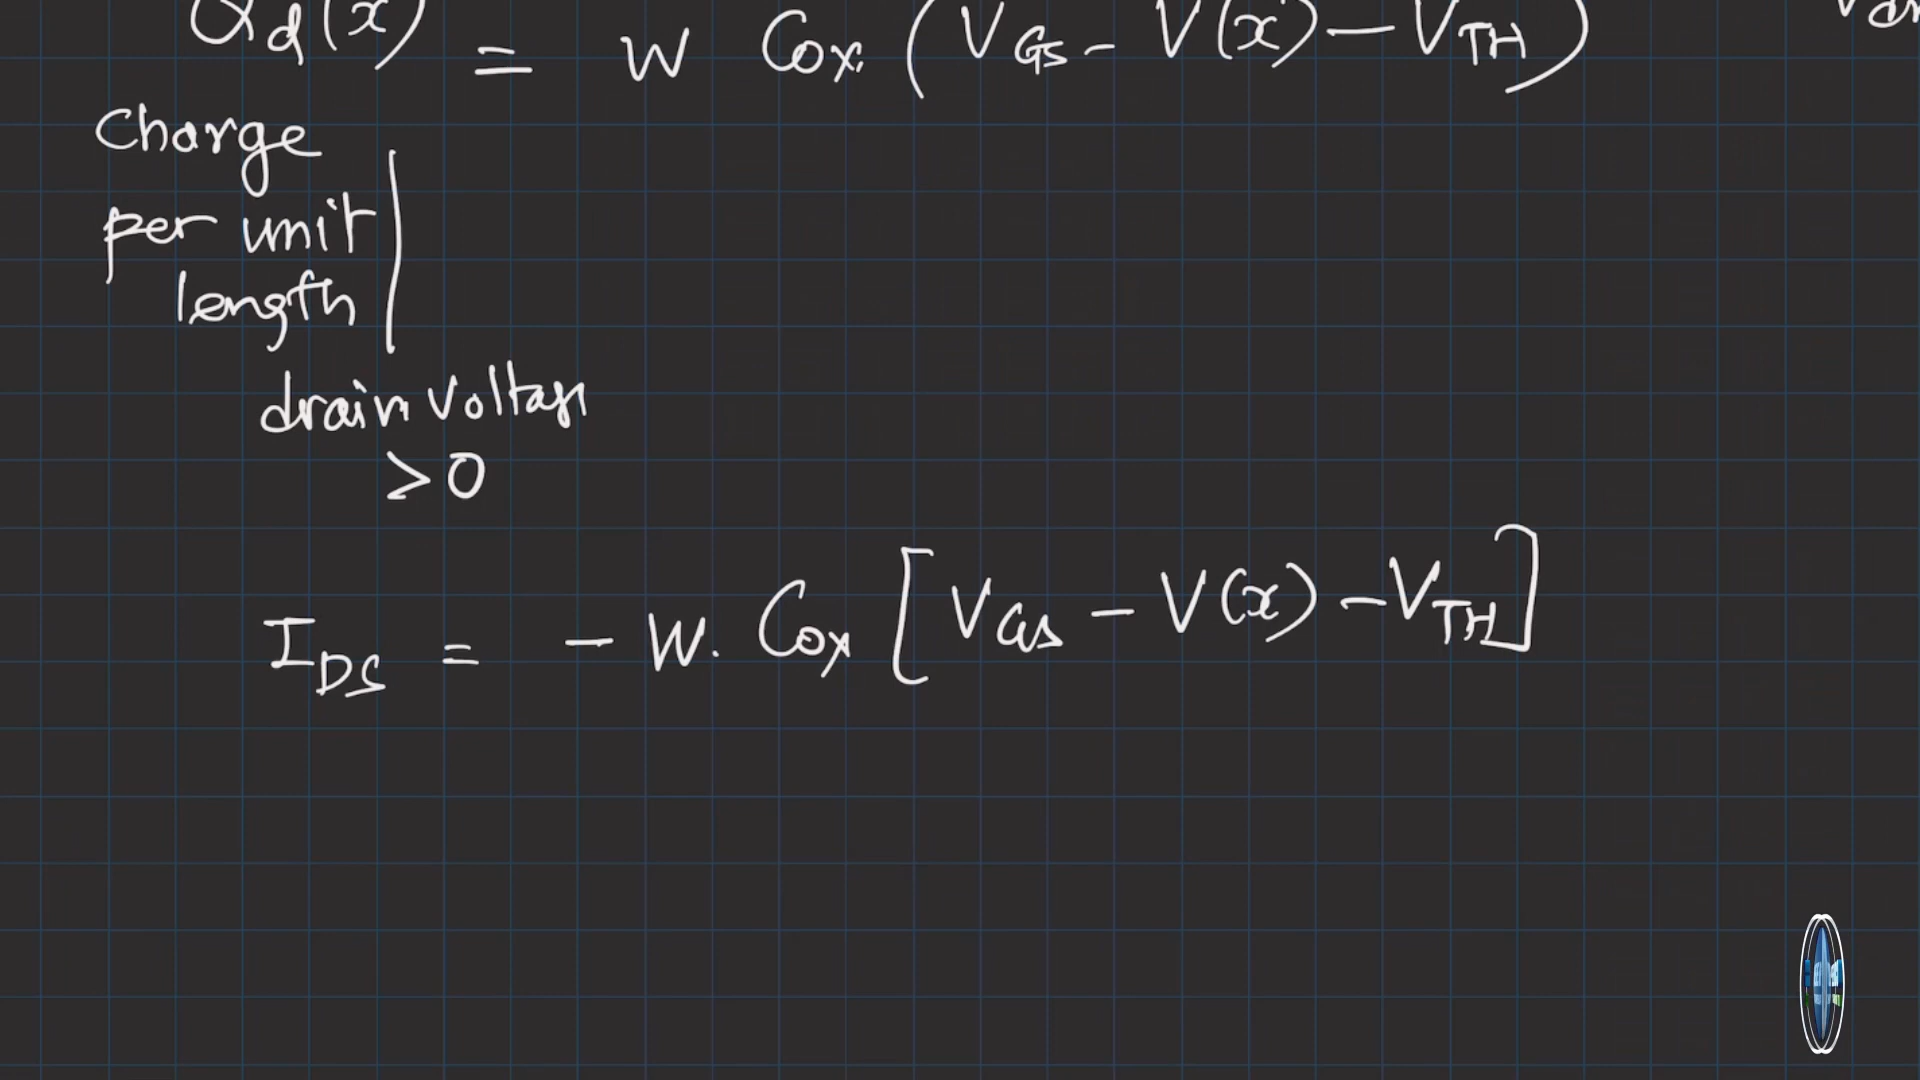 Qd(x) = W Cox. (VGS - V(x) - VTH)
Charge
per unit
length
drain voltage
> 0
IDS = - W. Cox [VGS - V(x) - VTH]